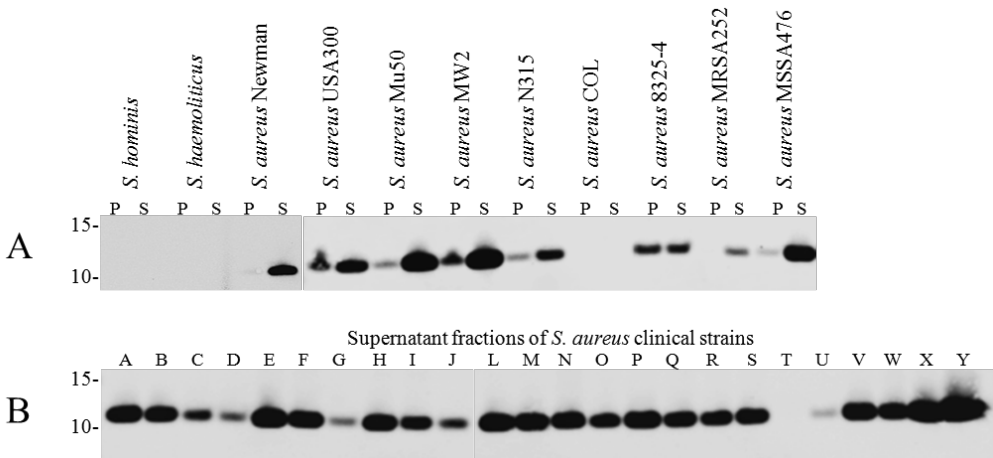 S. hominis
S. haemoliticus
S. aureus Newman
S. aureus USA300
S. aureus Mu50
S. aureus MW2
S. aureus N315
S. aureus COL
S. aureus 8325-4
S. aureus MRSA252
S. aureus MSSA476
P S P S P S P S P S P S P S P S P S P S P S
15-
A
10-
Supernatant fractions of S. aureus clinical strains
A B C D E F G H I J L M N O P Q R S T U V W X Y
15-
B
10-